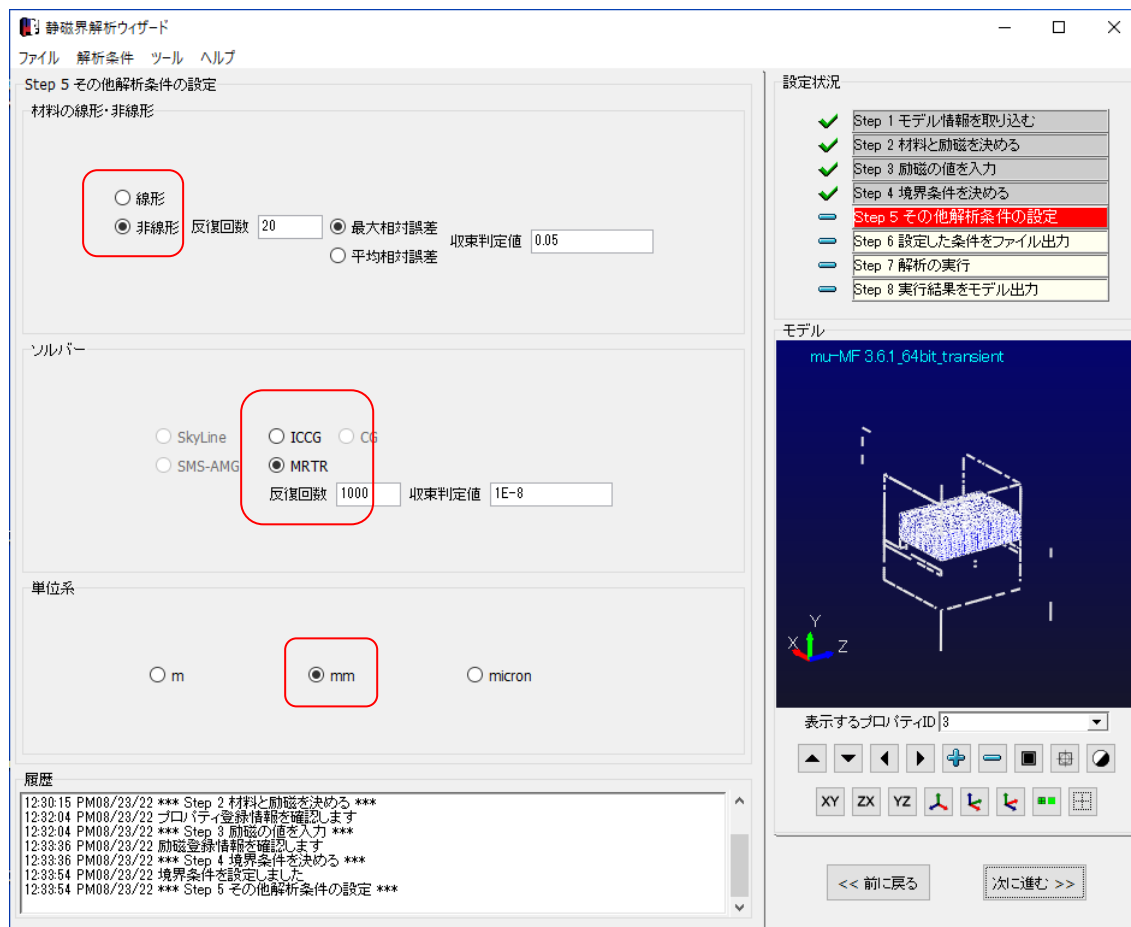 静磁界解析ウィザード
ファイル 解析条件 ツール ヘルプ
Step 5 その他解析条件の設定
材料の線形・非線形
線形
非線形 反復回数 20 最大相対誤差
平均相対誤差
収束判定値 0.05
ソルバー
SkyLine ICCG CG
SMS-AMG MRTR
反復回数 1000 収束判定値 1E-8
単位系
m mm micron
履歴
12:30:15 PM08/23/22 *** Step 2 材料と励磁を決める ***
12:32:04 PM08/23/22 プロパティ登録情報を確認します
12:32:04 PM08/23/22 *** Step 3 励磁の値を入力 ***
12:33:36 PM08/23/22 励磁登録情報を確認します
12:33:36 PM08/23/22 *** Step 4 境界条件を決める ***
12:33:54 PM08/23/22 境界条件を設定しました
12:33:54 PM08/23/22 *** Step 5 その他解析条件の設定 ***
設定状況
Step 1 モデル情報を取り込む
Step 2 材料と励磁を決める
Step 3 励磁の値を入力
Step 4 境界条件を決める
Step 5 その他解析条件の設定
Step 6 設定した条件をファイル出力
Step 7 解析の実行
Step 8 実行結果をモデル出力
モデル
mu-MF 3.6.1_64bit_transient
Y
X
Z
表示するプロパティID 3
XY ZX YZ
<< 前に戻る 次に進む >>